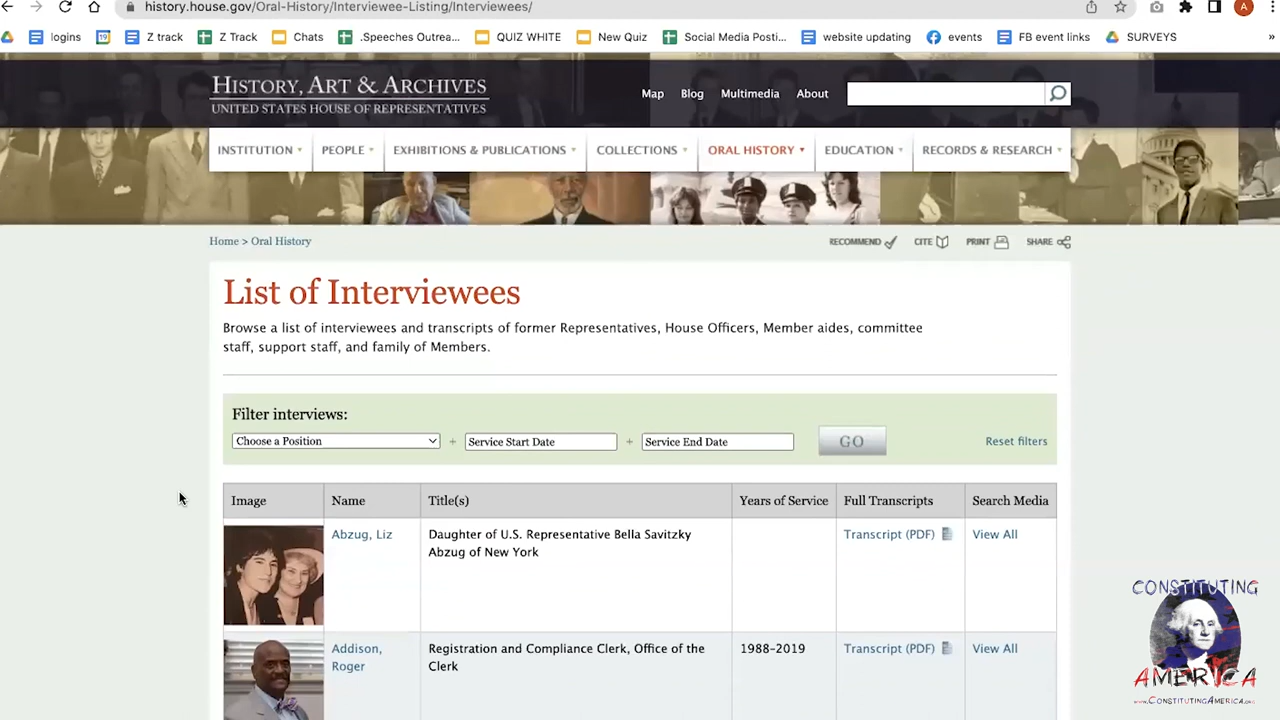 history.house.gov/Oral-History/Interviewee-Listing/Interviewees/
A
logins
19
Z track
Z Track
Chats
.Speeches Outrea...
QUIZ WHITE
New Quiz
Social Media Posti...
website updating
events
FB event links
SURVEYS
»
HISTORY, ART & ARCHIVES
UNITED STATES HOUSE OF REPRESENTATIVES
Map Blog Multimedia About
INSTITUTION PEOPLE EXHIBITIONS & PUBLICATIONS COLLECTIONS ORAL HISTORY EDUCATION RECORDS & RESEARCH
Home > Oral History
RECOMMEND CITE PRINT SHARE
List of Interviewees
Browse a list of interviewees and transcripts of former Representatives, House Officers, Member aides, committee
staff, support staff, and family of Members.
Filter interviews:
Choose a Position + Service Start Date + Service End Date GO Reset filters
Image Name Title(s) Years of Service Full Transcripts Search Media
Abzug, Liz Daughter of U.S. Representative Bella Savitzky Transcript (PDF) View All
Abzug of New York
Addison, Registration and Compliance Clerk, Office of the 1988-2019 Transcript (PDF) View All
Roger Clerk
CONSTITUTING
AMERICA
www.ConstitutingAmerica.org